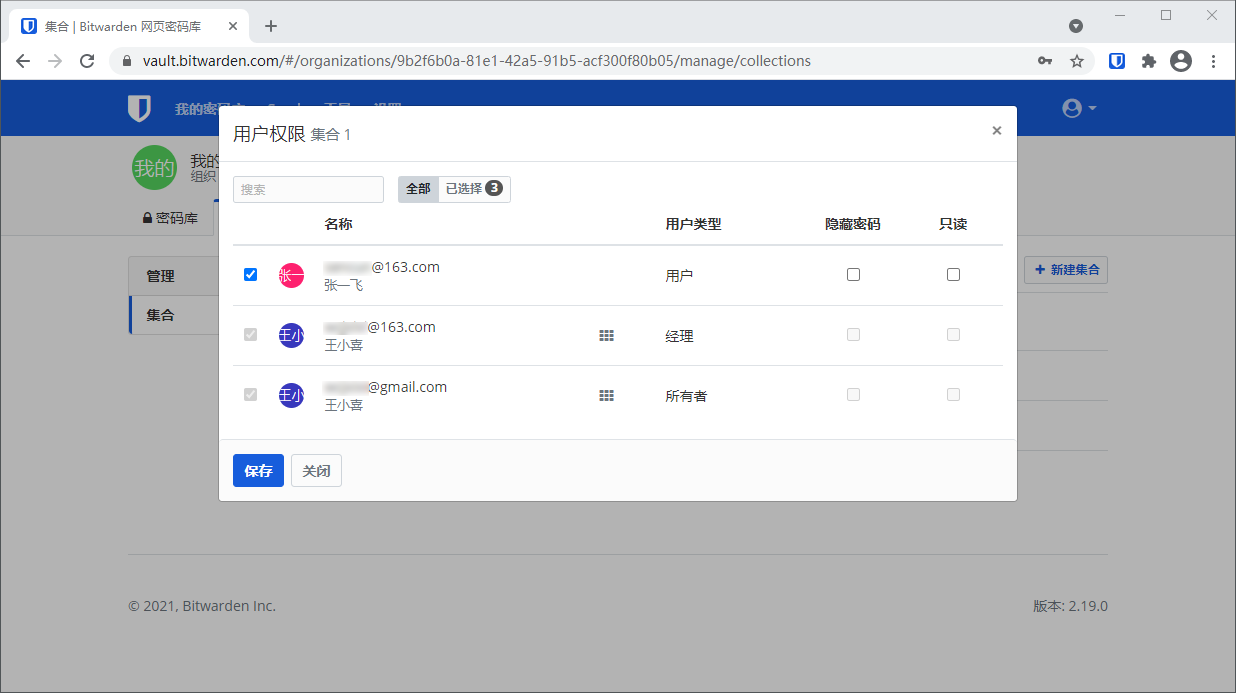 集合 | Bitwarden 网页密码库
vault.bitwarden.com/#/organizations/9b2f6b0a-81e1-42a5-91b5-acf300f80b05/manage/collections
我的密码库
用户权限 集合 1
我的 我的
组织
搜索 全部 已选择 3
密码库
名称 用户类型 隐藏密码 只读
管理
集合
新建集合
张一 @163.com 用户
张一飞
王小 @163.com 经理
王小喜
王小 @gmail.com 所有者
王小喜
保存 关闭
© 2021, Bitwarden Inc. 版本: 2.19.0